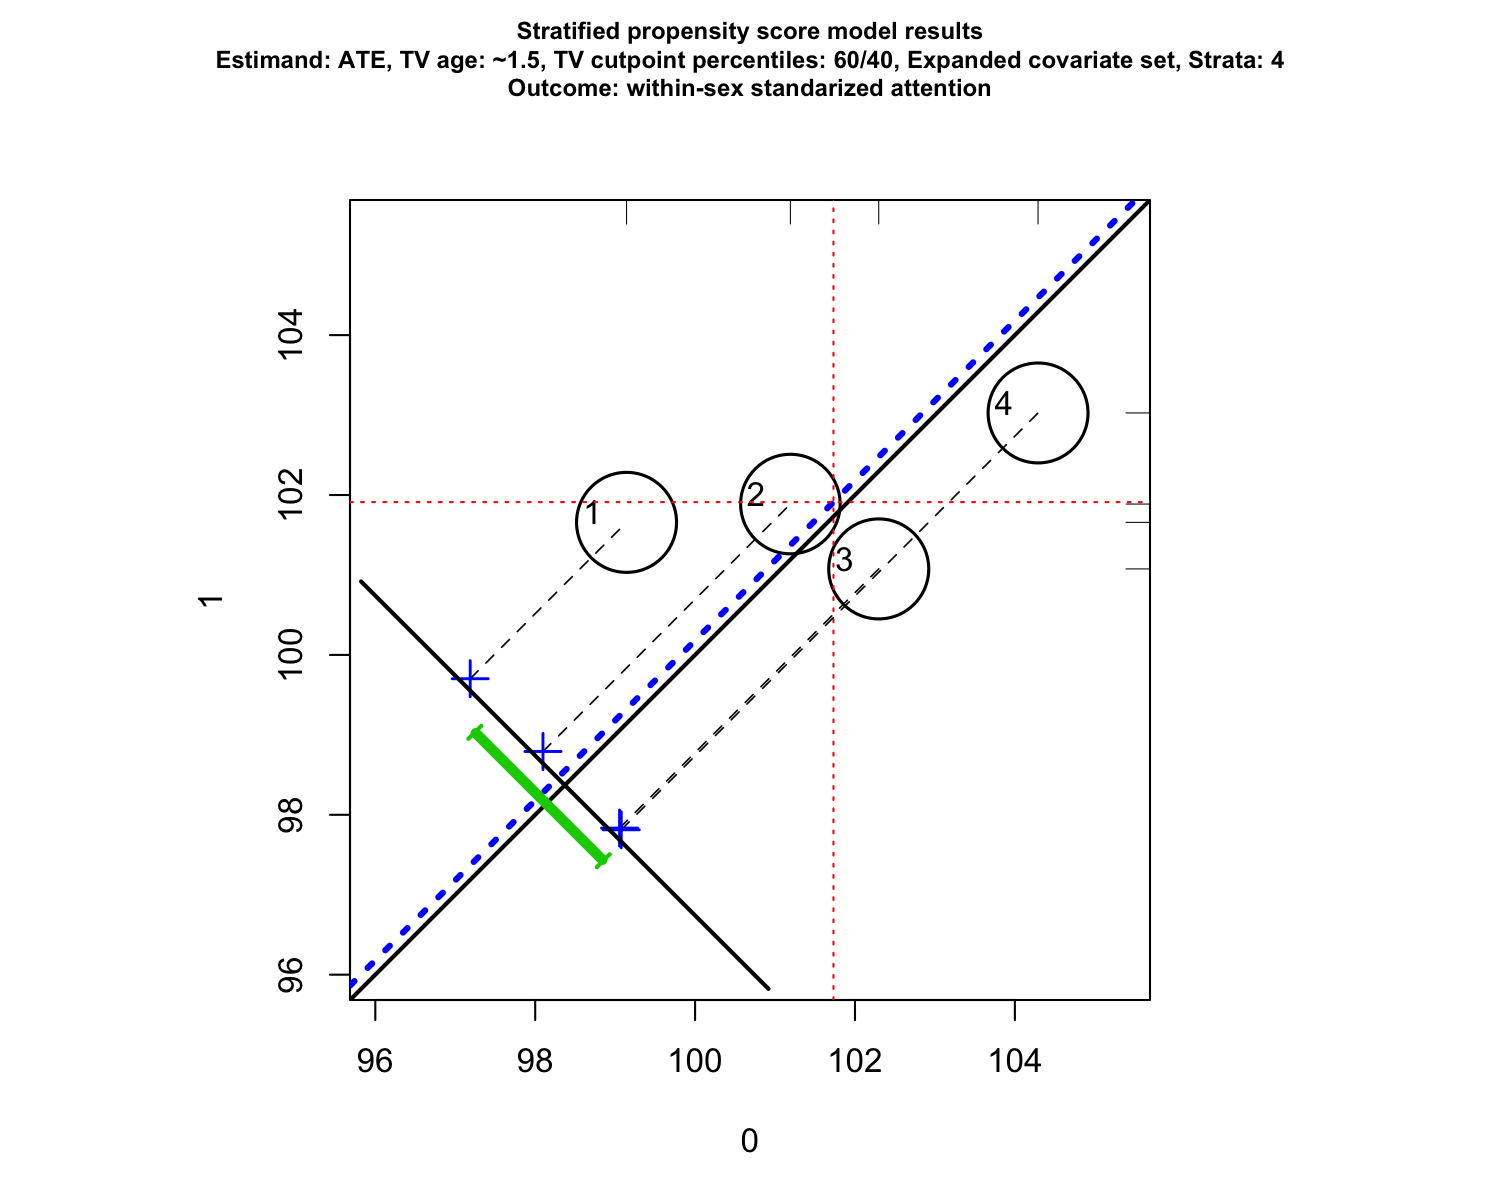 Stratified propensity score model results
Estimand: ATE, TV age: ~1.5, TV cutpoint percentiles: 60/40, Expanded covariate set, Strata: 4
Outcome: within-sex standarized attention
104
4
102
1
2
3
1
100
98
96
96 98 100 102 104
0